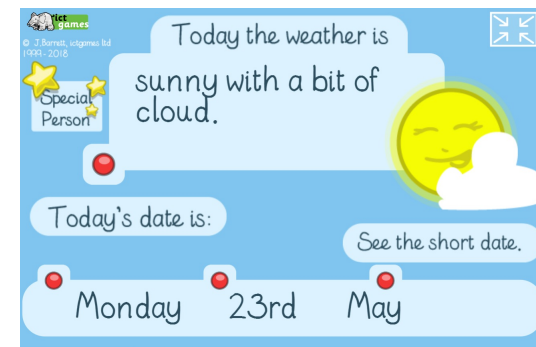 ict
games
© J.Barrett, ictgames ltd
1999 - 2018
Today the weather is
sunny with a bit of
cloud.
Special
Person
Today's date is:
See the short date.
Monday 23rd May